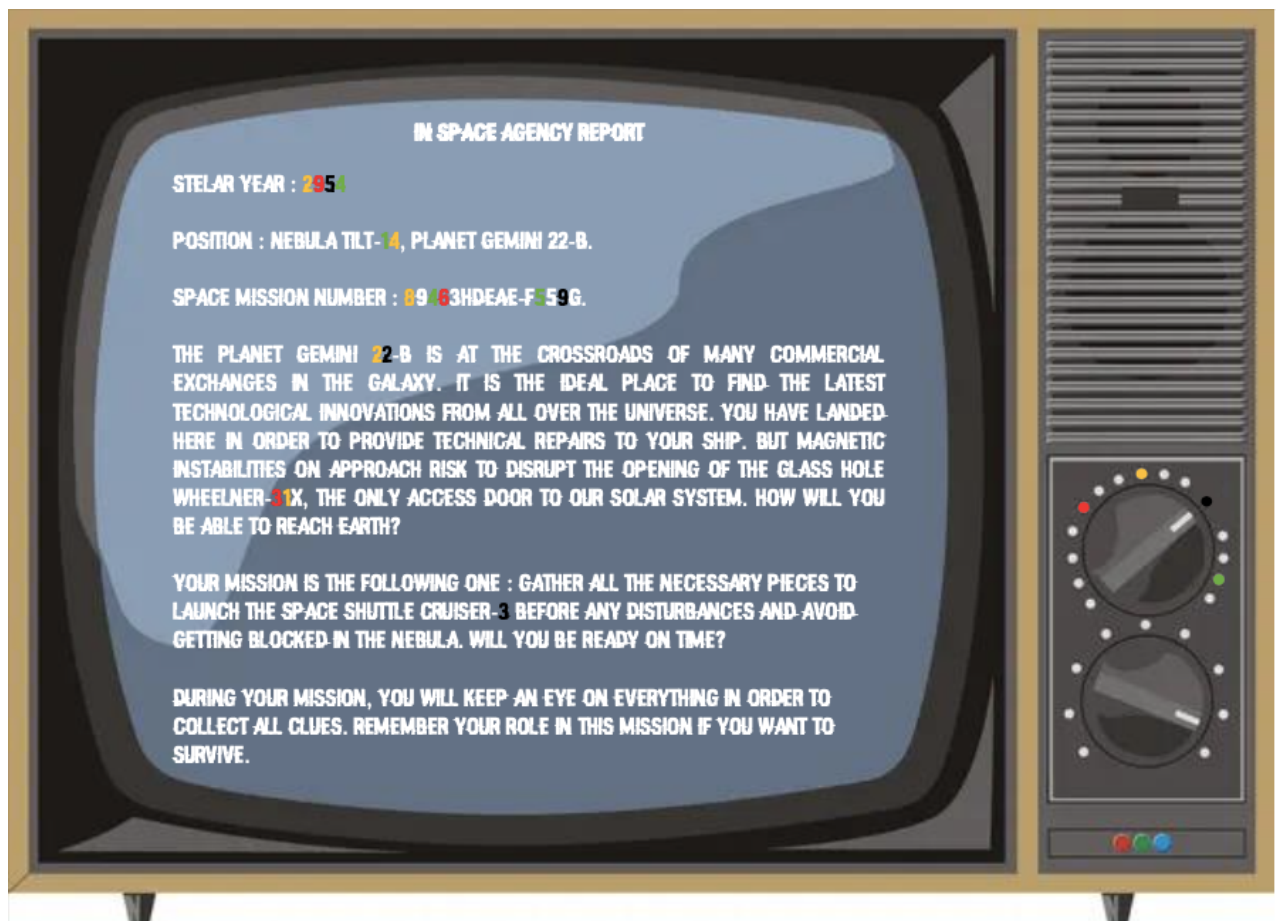 IN SPACE AGENCY REPORT
STELAR YEAR : 2954
POSITION : NEBULA TILT-14, PLANET GEMINI 22-B.
SPACE MISSION NUMBER : 89463HDEAE-F559G.
THE PLANET GEMINI 22-B IS AT THE CROSSROADS OF MANY COMMERCIAL
EXCHANGES IN THE GALAXY. IT IS THE IDEAL PLACE TO FIND THE LATEST
TECHNOLOGICAL INNOVATIONS FROM ALL OVER THE UNIVERSE. YOU HAVE LANDED
HERE IN ORDER TO PROVIDE TECHNICAL REPAIRS TO YOUR SHIP. BUT MAGNETIC
INSTABILITIES ON APPROACH RISK TO DISRUPT THE OPENING OF THE GLASS HOLE
WHEELNER-31X, THE ONLY ACCESS DOOR TO OUR SOLAR SYSTEM. HOW WILL YOU
BE ABLE TO REACH EARTH?
YOUR MISSION IS THE FOLLOWING ONE : GATHER ALL THE NECESSARY PIECES TO
LAUNCH THE SPACE SHUTTLE CRUISER-3 BEFORE ANY DISTURBANCES AND AVOID
GETTING BLOCKED IN THE NEBULA. WILL YOU BE READY ON TIME?
DURING YOUR MISSION, YOU WILL KEEP AN EYE ON EVERYTHING IN ORDER TO
COLLECT ALL CLUES. REMEMBER YOUR ROLE IN THIS MISSION IF YOU WANT TO
SURVIVE.